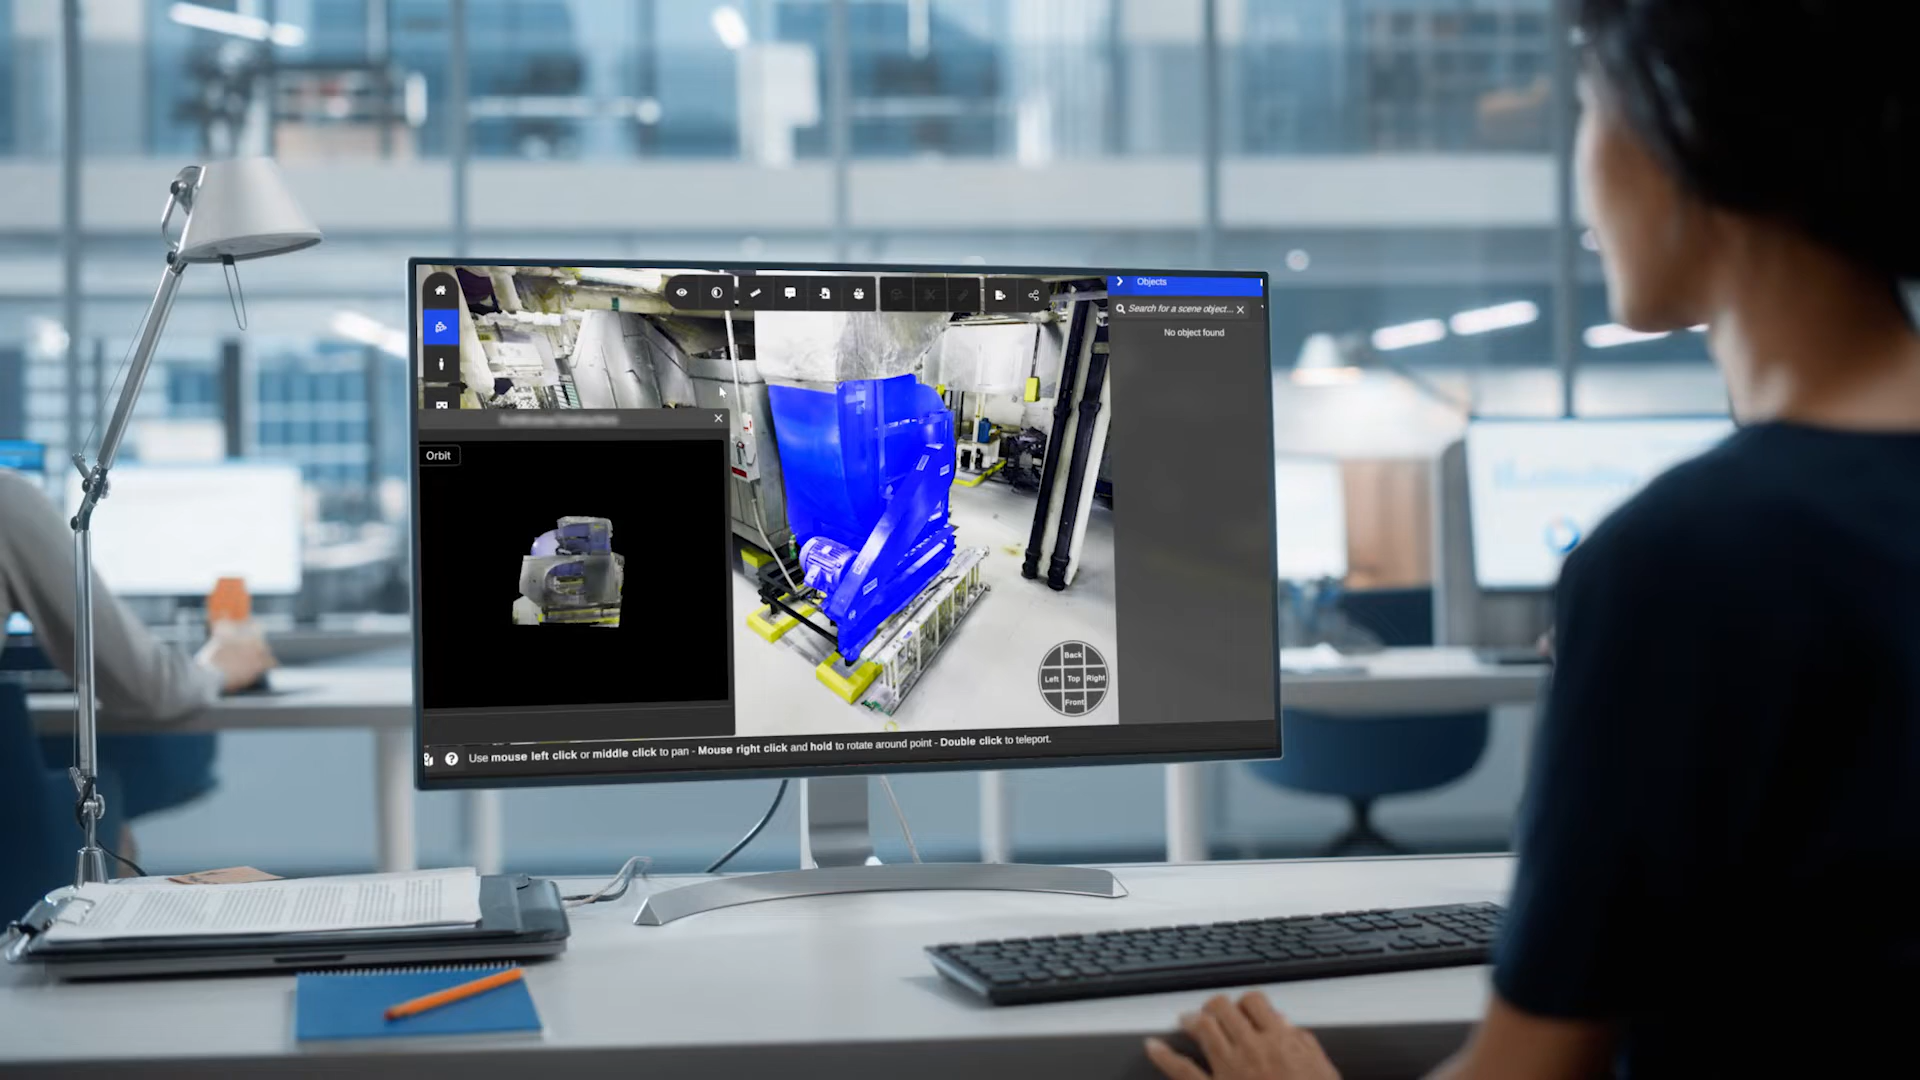 Objects
Search for a scene object...
No object found
Orbit
Back
Left Top Right
Front
Use mouse left click or middle click to pan - Mouse right click and hold to rotate around point - Double click to teleport.